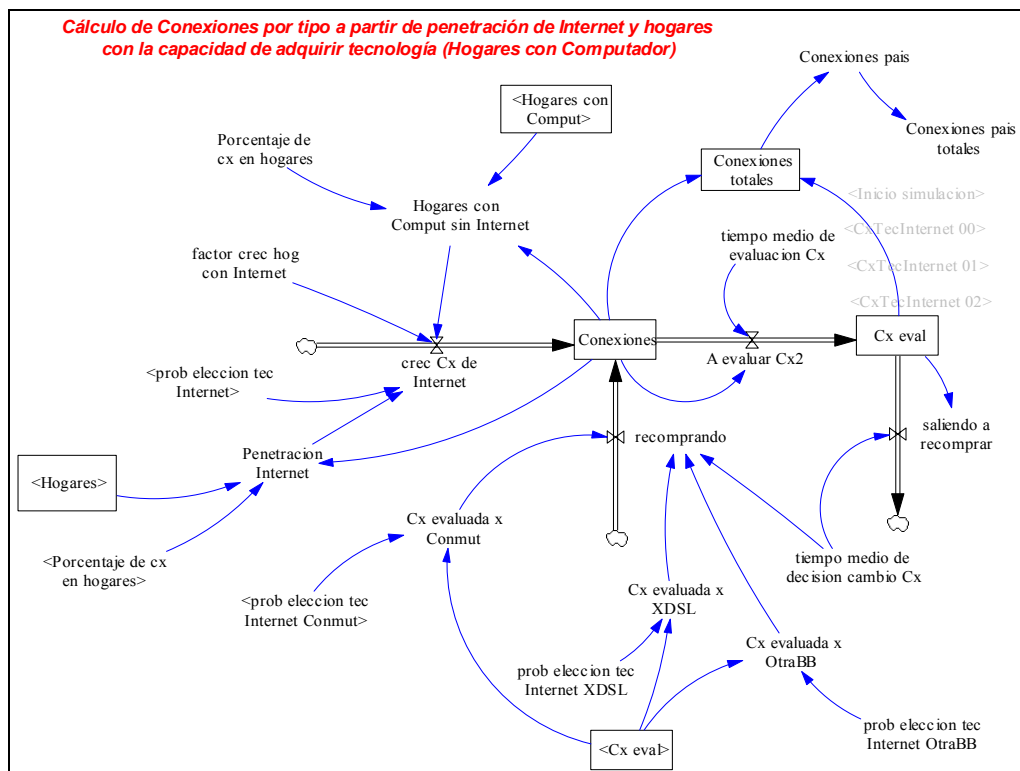 Cálculo de Conexiones por tipo a partir de penetración de Internet y hogares
con la capacidad de adquirir tecnología (Hogares con Computador)
Conexiones pais
<Hogares con
Comput>
Porcentaje de
cx en hogares
Conexiones pais
totales
Conexiones
totales
<Inicio simulacion>
Hogares con
Comput sin Internet
<CxTecInternet 00>
tiempo medio de
evaluacion Cx
factor crec hog
con Internet
<CxTecInternet 01>
<CxTecInternet 02>
Conexiones
Cx eval
crec Cx de
Internet
A evaluar Cx2
<prob eleccion tec
Internet>
saliendo a
recomprar
recomprando
Penetracion
Internet
<Hogares>
Cx evaluada x
Conmut
<Porcentaje de cx
en hogares>
tiempo medio de
decision cambio Cx
Cx evaluada x
XDSL
<prob eleccion tec
Internet Conmut>
Cx evaluada x
OtraBB
prob eleccion tec
Internet XDSL
prob eleccion tec
Internet OtraBB
<Cx eval>